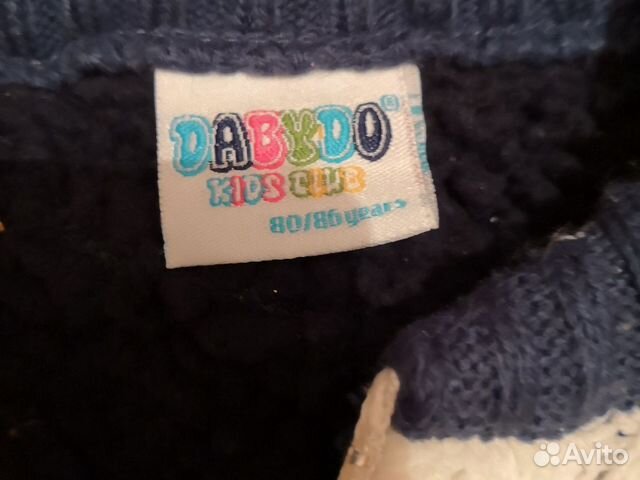 DABYDO®
KIDS CLUB
80/86 years
Avito